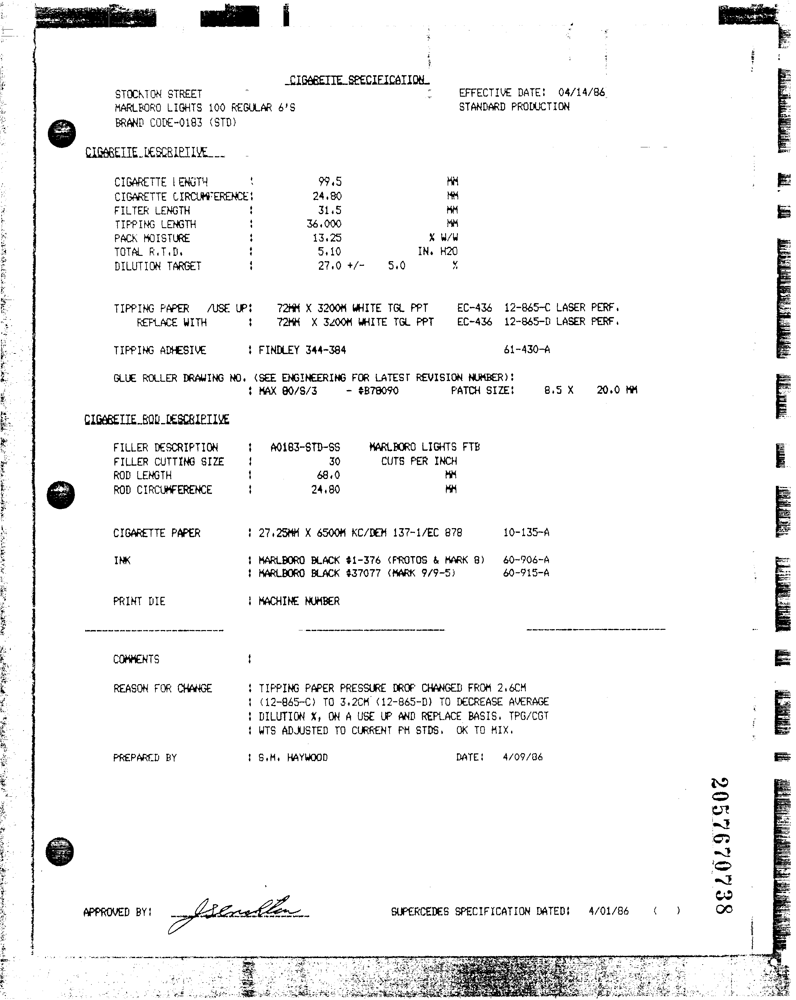 CIGARETTE SPECIFICATION
STOCKTON STREET
EFFECTIVE DATE: 04/14/86
MARLBORO LIGHTS 100 REGULAR 6'S
STANDARD PRODUCTION
BRAND CODE-0183 (STD)
CIGARETTE DESCRIPTIVE
CIGARETTE LENGTH : 99.5 MM
CIGARETTE CIRCUMFERENCE: 24.80 MM
FILTER LENGTH : 31.5 MM
TIPPING LENGTH : 36.000 MM
PACK MOISTURE : 13.25 % W/W
TOTAL R.T.D. : 5.10 IN. H2O
DILUTION TARGET : 27.0 +/- 5.0 %
TIPPING PAPER /USE UP: 72MM X 3200M WHITE TGL PPT EC-436 12-865-C LASER PERF.
REPLACE WITH : 72MM X 3200M WHITE TGL PPT EC-436 12-865-D LASER PERF.
TIPPING ADHESIVE : FINDLEY 344-384 61-430-A
GLUE ROLLER DRAWING NO. (SEE ENGINEERING FOR LATEST REVISION NUMBER):
: MAX 80/S/3 - #B78090 PATCH SIZE: 8.5 X 20.0 MM
CIGARETTE ROD DESCRIPTIVE
FILLER DESCRIPTION : A0183-STD-SS MARLBORO LIGHTS FTB
FILLER CUTTING SIZE : 30 CUTS PER INCH
ROD LENGTH : 68.0 MM
ROD CIRCUMFERENCE : 24.80 MM
CIGARETTE PAPER : 27.25MM X 6500M KC/DEM 137-1/EC 878 10-135-A
INK : MARLBORO BLACK #1-376 (PROTOS & MARK 8) 60-906-A
: MARLBORO BLACK #37077 (MARK 9/9-5) 60-915-A
PRINT DIE : MACHINE NUMBER
COMMENTS :
REASON FOR CHANGE : TIPPING PAPER PRESSURE DROP CHANGED FROM 2.6CM
: (12-865-C) TO 3.2CM (12-865-D) TO DECREASE AVERAGE
: DILUTION %, ON A USE UP AND REPLACE BASIS. TPG/CGT
: WTS ADJUSTED TO CURRENT PM STDS. OK TO MIX.
PREPARED BY : S.M. HAYWOOD DATE: 4/09/86
2057670738
APPROVED BY:
SUPERCEDES SPECIFICATION DATED: 4/01/86 ( )